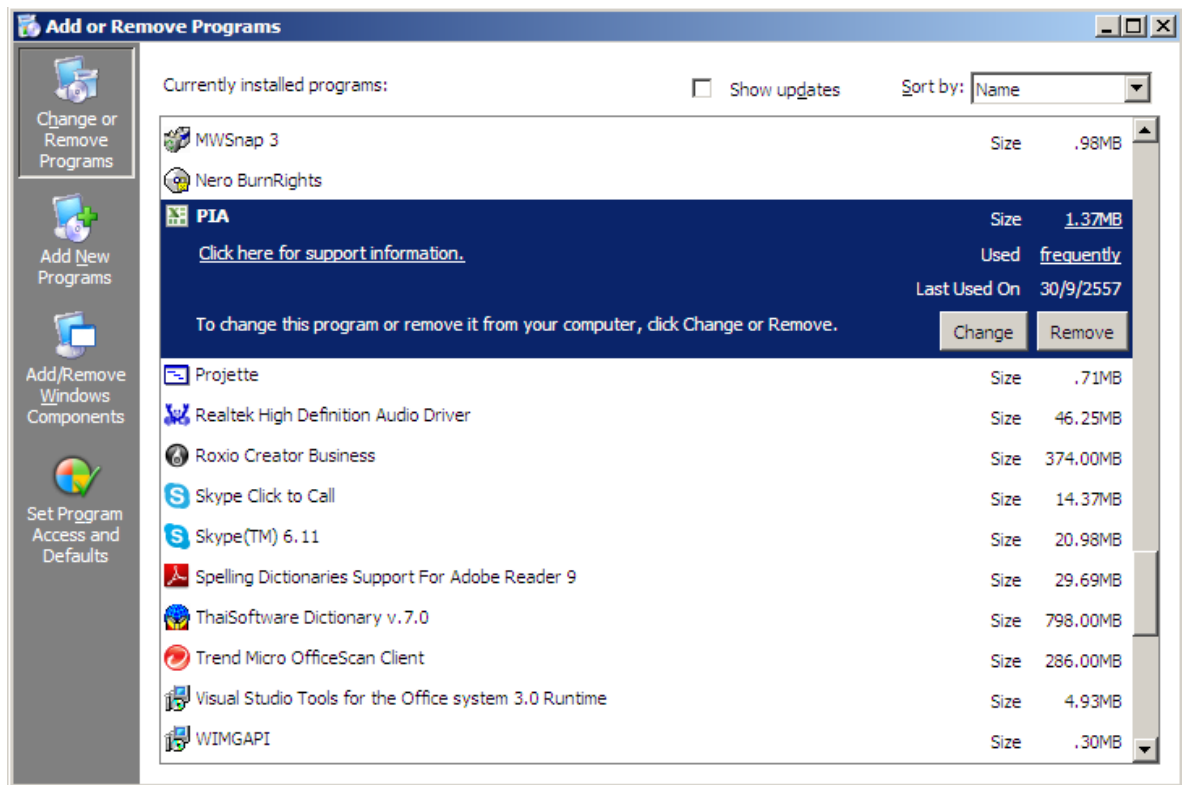 Add or Remove Programs
Change or
Remove
Programs
Add New
Programs
Add/Remove
Windows
Components
Set Program
Access and
Defaults
Currently installed programs: Show updates Sort by: Name
MWSnap 3 Size .98MB
Nero BurnRights
PIA Size 1.37MB
Click here for support information. Used frequently
Last Used On 30/9/2557
To change this program or remove it from your computer, click Change or Remove. Change Remove
Projette Size .71MB
Realtek High Definition Audio Driver Size 46.25MB
Roxio Creator Business Size 374.00MB
Skype Click to Call Size 14.37MB
Skype(TM) 6.11 Size 20.98MB
Spelling Dictionaries Support For Adobe Reader 9 Size 29.69MB
ThaiSoftware Dictionary v.7.0 Size 798.00MB
Trend Micro OfficeScan Client Size 286.00MB
Visual Studio Tools for the Office system 3.0 Runtime Size 4.93MB
WIMGAPI Size .30MB